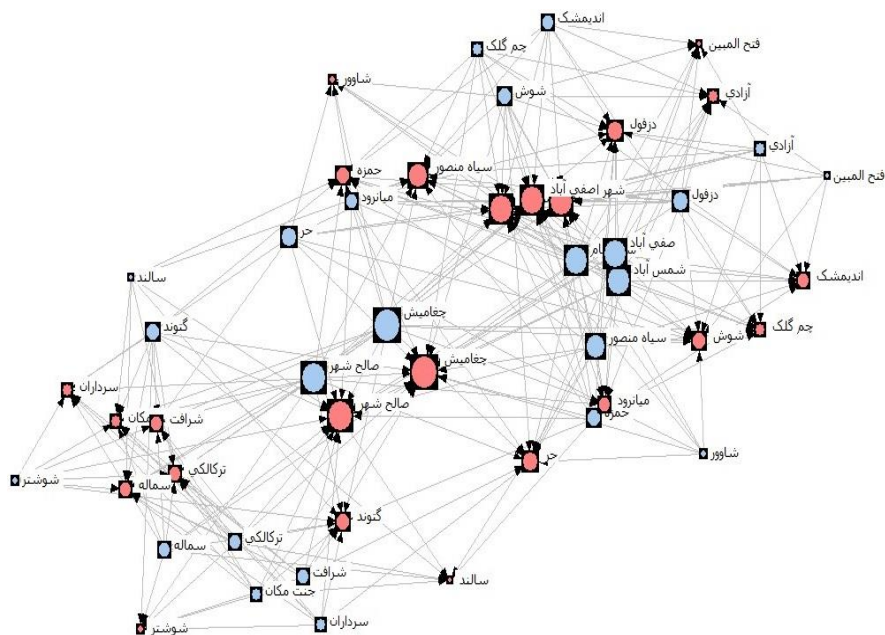 اندیمشک
فتح المبین
چم گلک
شاوور
شوش
آزادي
دزفول
آزادي
سیاه منصور
حمزه
فتح المبین
میانرود
شهر
صفي آباد
دزفول
حر
صفي آباد
شمس آباد
سالند
اندیمشک
چغامیش
گتوند
چم گلک
شوش
سیاه منصور
چغامیش
صالح شهر
سرداران
میانرود
صالح شهر
حمزه
مکان
شرافت
شاوور
حر
ترکالکي
شوشتر
سماله
گتوند
ترکالکي
سماله
شرافت
سالند
جنت مکان
سرداران
شوشتر